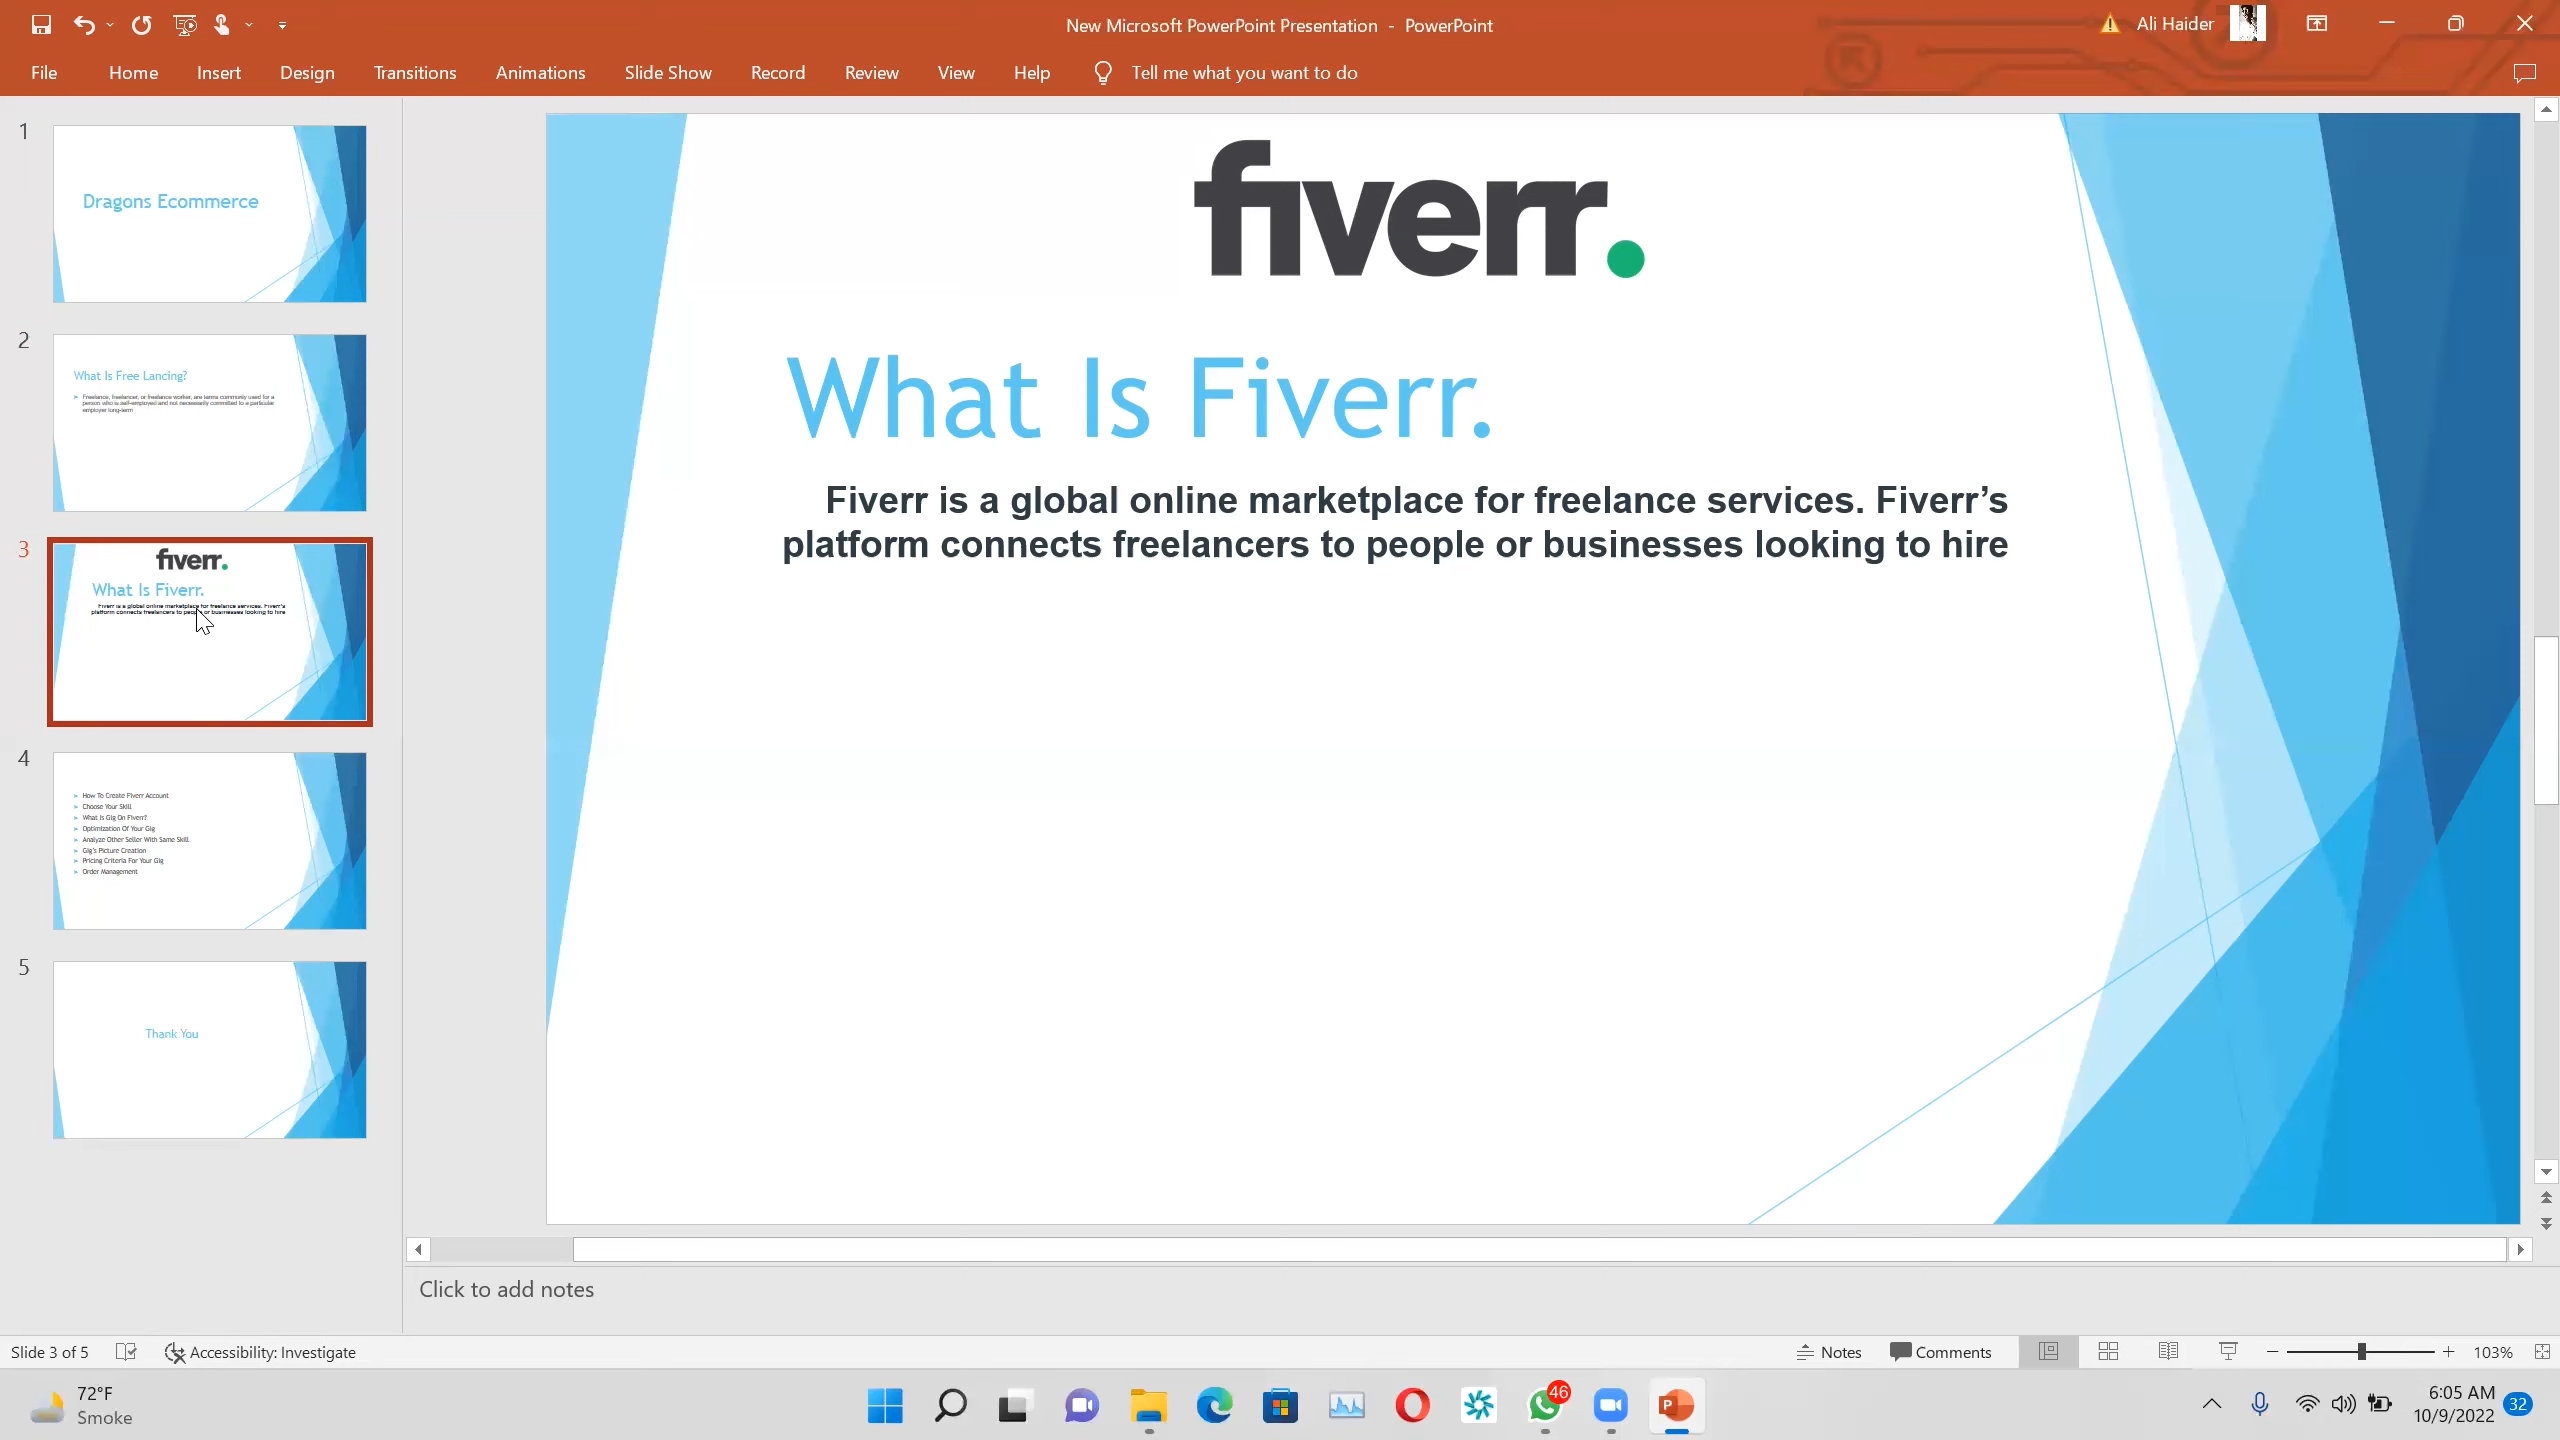 New Microsoft PowerPoint Presentation - PowerPoint
Ali Haider
File Home Insert Design Transitions Animations Slide Show Record Review View Help Tell me what you want to do
1
Dragons Ecommerce
2
What Is Free Lancing?
Freelance, freelancer, or freelance worker, are terms commonly used for a
person who is self-employed and not necessarily committed to a particular
employer long-term
3
fiverr.
What Is Fiverr.
Fiverr is a global online marketplace for freelance services. Fiverr's
platform connects freelancers to people or businesses looking to hire
4
How To Create Fiverr Account
Choose Your Skill
What Is Gig On Fiverr?
Optimization Of Your Gig
Analyze Other Seller With Same Skill
Gig's Picture Creation
Pricing Criteria For Your Gig
Order Management
5
Thank You
fiverr.
What Is Fiverr.
Fiverr is a global online marketplace for freelance services. Fiverr’s
platform connects freelancers to people or businesses looking to hire
Click to add notes
Slide 3 of 5 Accessibility: Investigate Notes Comments 103%
72°F
Smoke
46
P
6:05 AM
10/9/2022
32